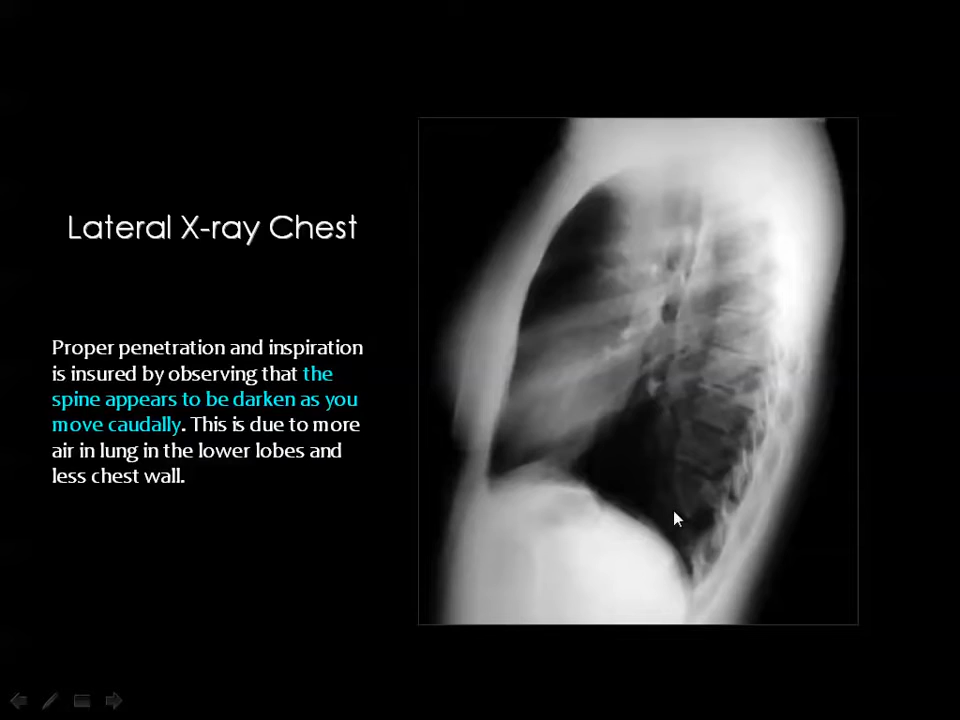 Lateral X-ray Chest
Proper penetration and inspiration
is insured by observing that the
spine appears to be darken as you
move caudally. This is due to more
air in lung in the lower lobes and
less chest wall.